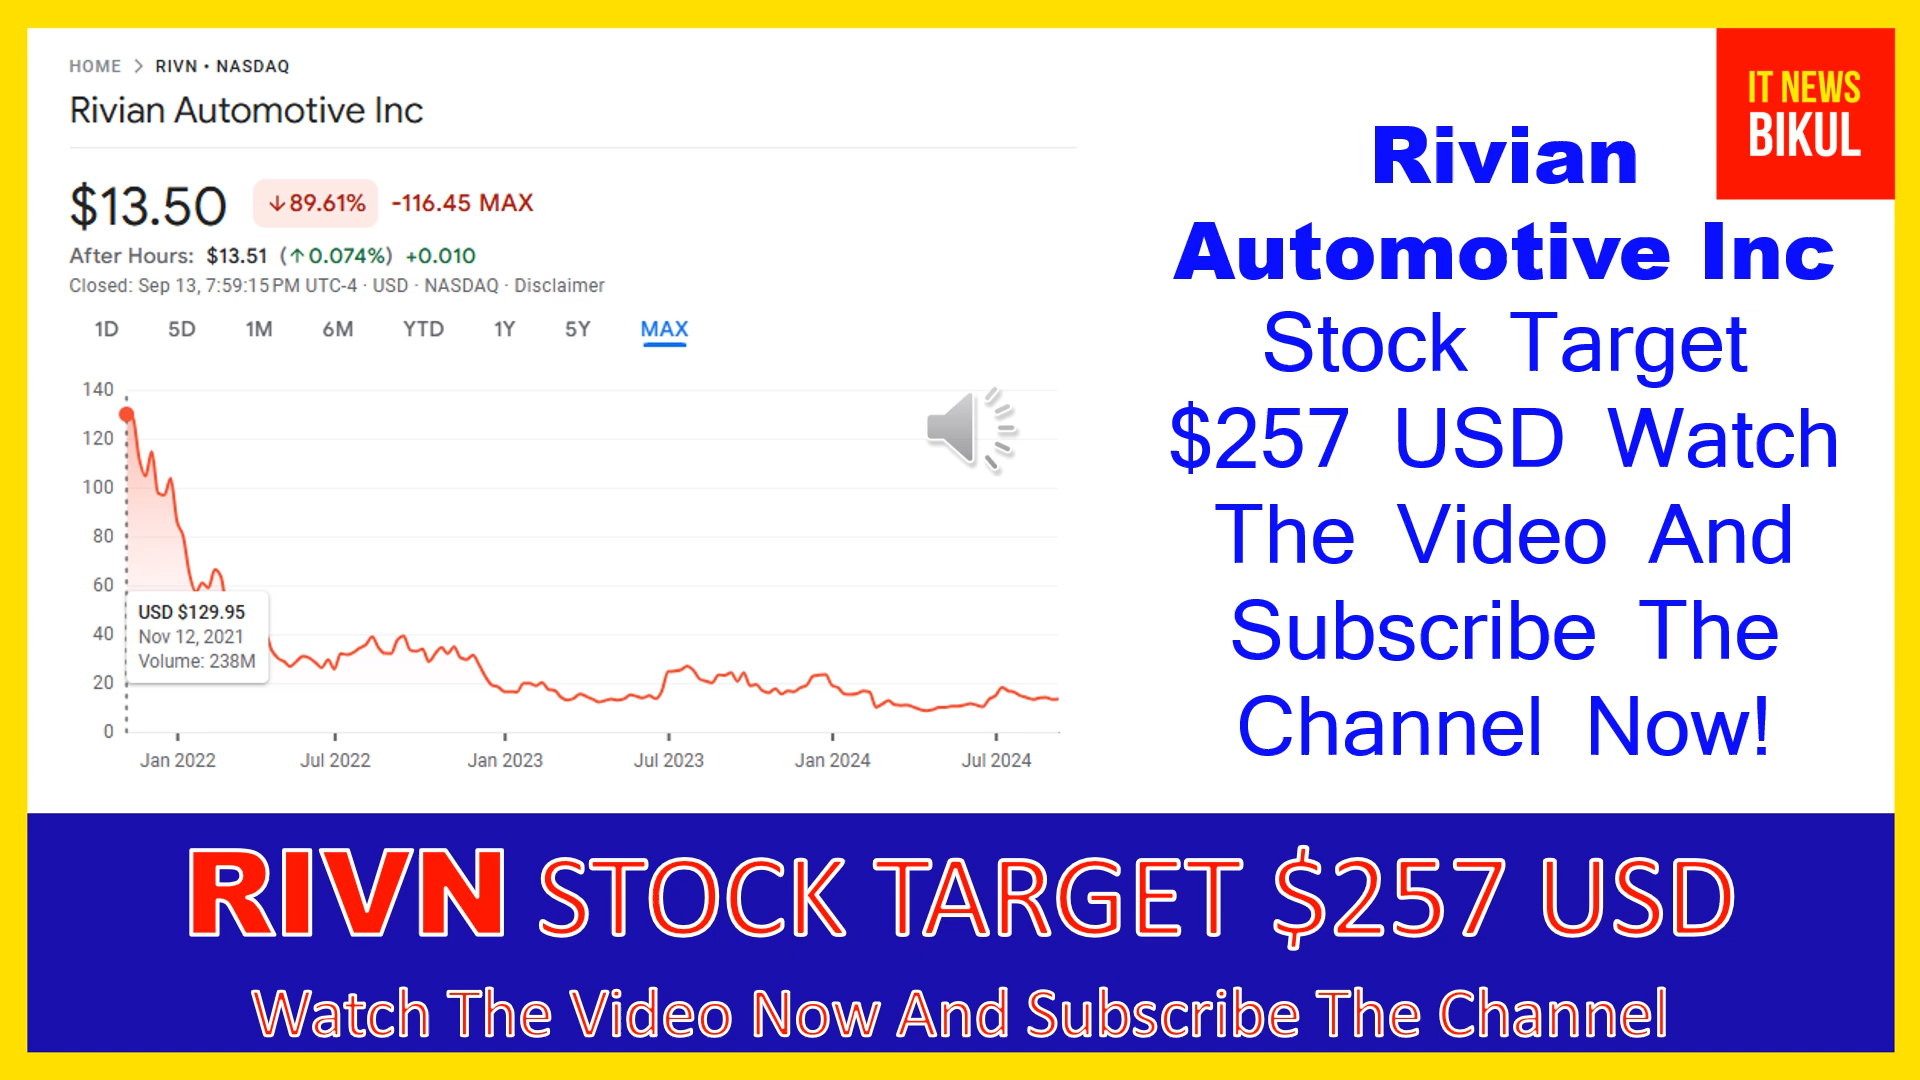 HOME > RIVN • NASDAQ
Rivian Automotive Inc
$13.50 ↓89.61% -116.45 MAX
After Hours: $13.51 (↑0.074%) +0.010
Closed: Sep 13, 7:59:15 PM UTC-4 · USD · NASDAQ · Disclaimer
1D 5D 1M 6M YTD 1Y 5Y MAX
140
120
100
80
60
40
20
0
USD $129.95
Nov 12, 2021
Volume: 238M
Jan 2022 Jul 2022 Jan 2023 Jul 2023 Jan 2024 Jul 2024
IT NEWS
BIKUL
Rivian
Automotive Inc
Stock Target
$257 USD Watch
The Video And
Subscribe The
Channel Now!
RIVN STOCK TARGET $257 USD
Watch The Video Now And Subscribe The Channel